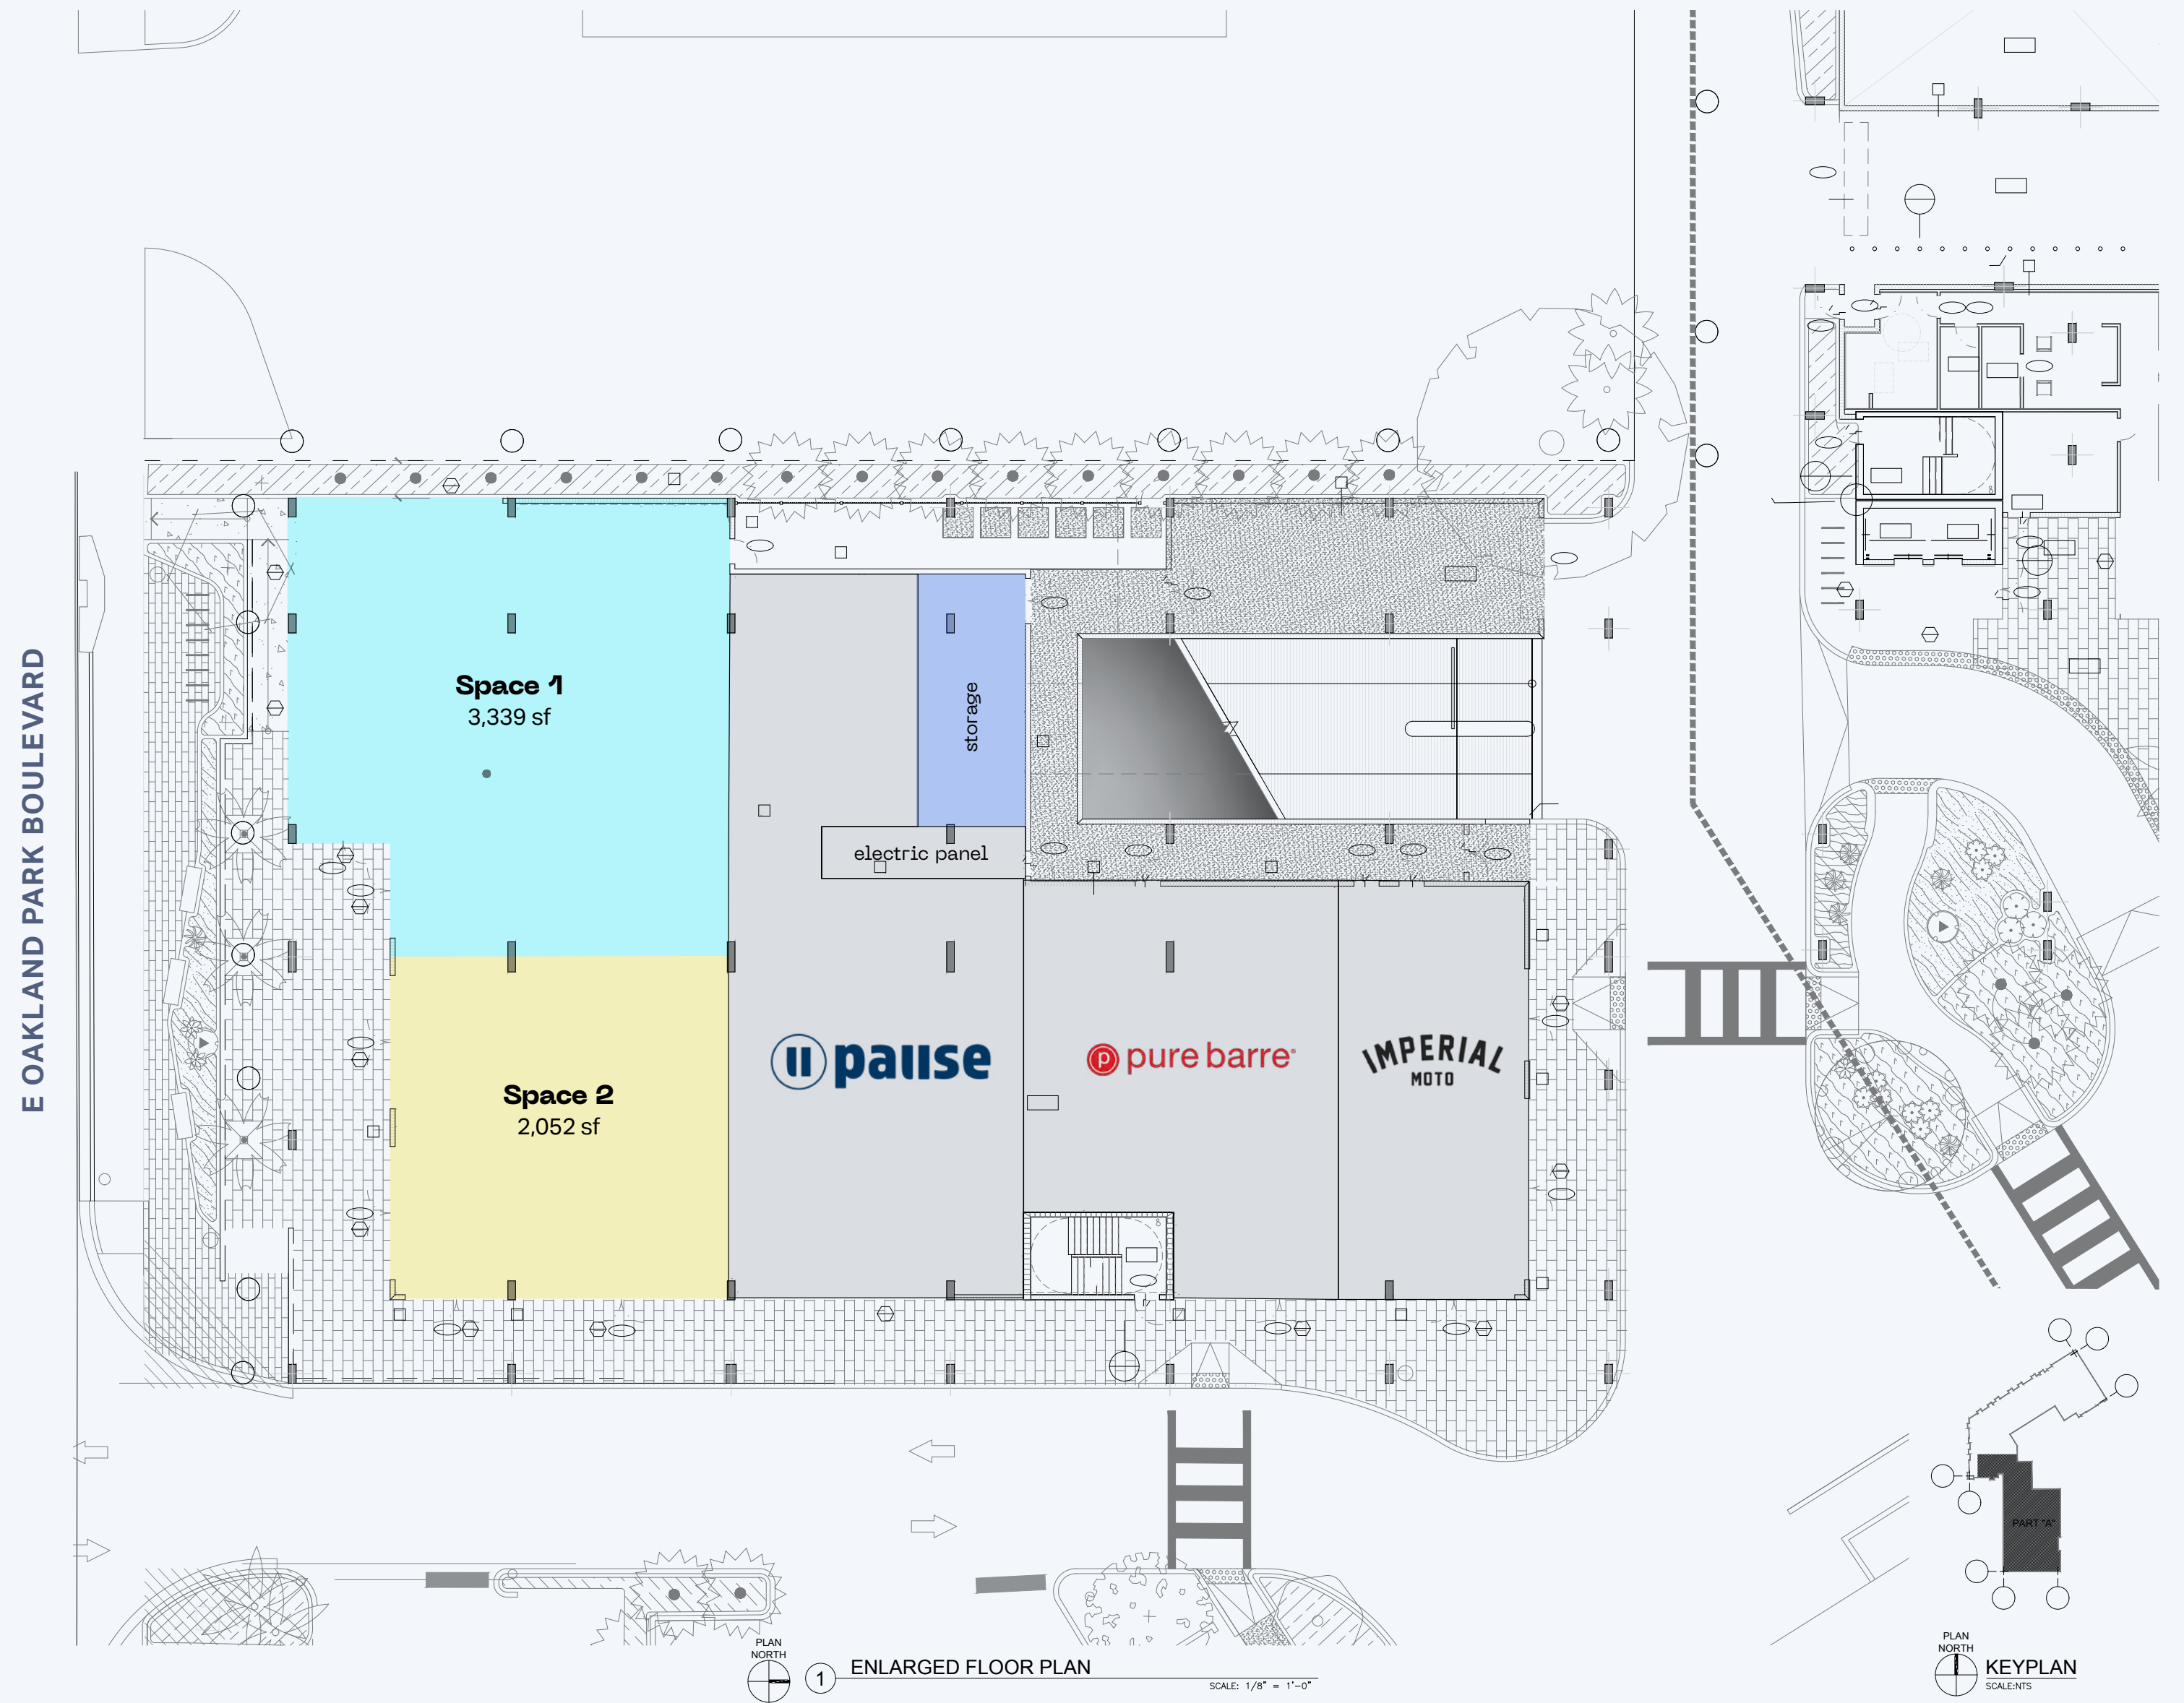 E OAKLAND PARK BOULEVARD
Space 1
3,339 sf
storage
electric panel
Space 2
2,052 sf
pause
p pure barre®
IMPERIAL
MOTO
PART "A"
PLAN
NORTH
1 ENLARGED FLOOR PLAN
SCALE: 1/8" = 1'-0"
PLAN
NORTH
KEYPLAN
SCALE:NTS